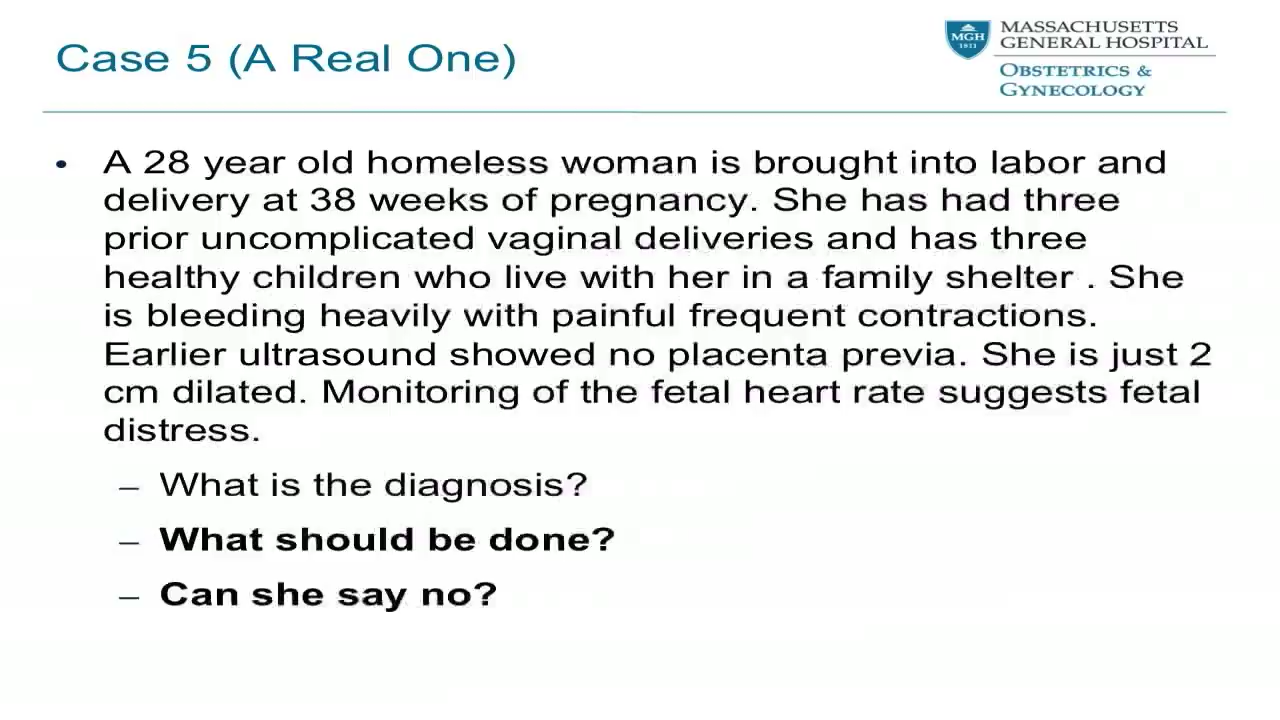 Case 5 (A Real One)
MGH
1811
MASSACHUSETTS
GENERAL HOSPITAL
OBSTETRICS &
GYNECOLOGY
• A 28 year old homeless woman is brought into labor and
delivery at 38 weeks of pregnancy. She has had three
prior uncomplicated vaginal deliveries and has three
healthy children who live with her in a family shelter . She
is bleeding heavily with painful frequent contractions.
Earlier ultrasound showed no placenta previa. She is just 2
cm dilated. Monitoring of the fetal heart rate suggests fetal
distress.
– What is the diagnosis?
– What should be done?
– Can she say no?